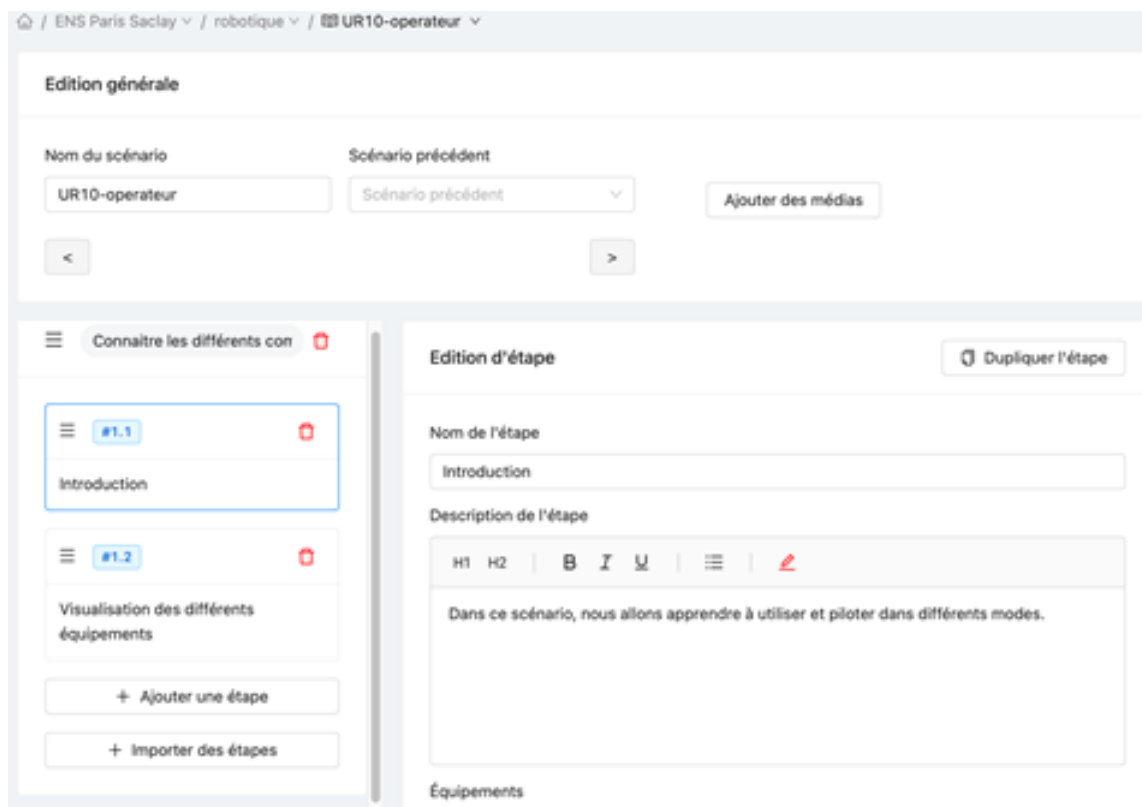 / ENS Paris Saclay / robotique / UR10-operateur
Edition générale
Nom du scénario Scénario précédent
UR10-operateur Scénario précédent Ajouter des médias
< >
Connaitre les différents con
Edition d'étape Dupliquer l'étape
#1.1
Introduction
#1.2
Visualisation des différents
équipements
+ Ajouter une étape
+ Importer des étapes
Nom de l'étape
Introduction
Description de l'étape
H1 H2 B I U
Dans ce scénario, nous allons apprendre à utiliser et piloter dans différents modes.
Équipements